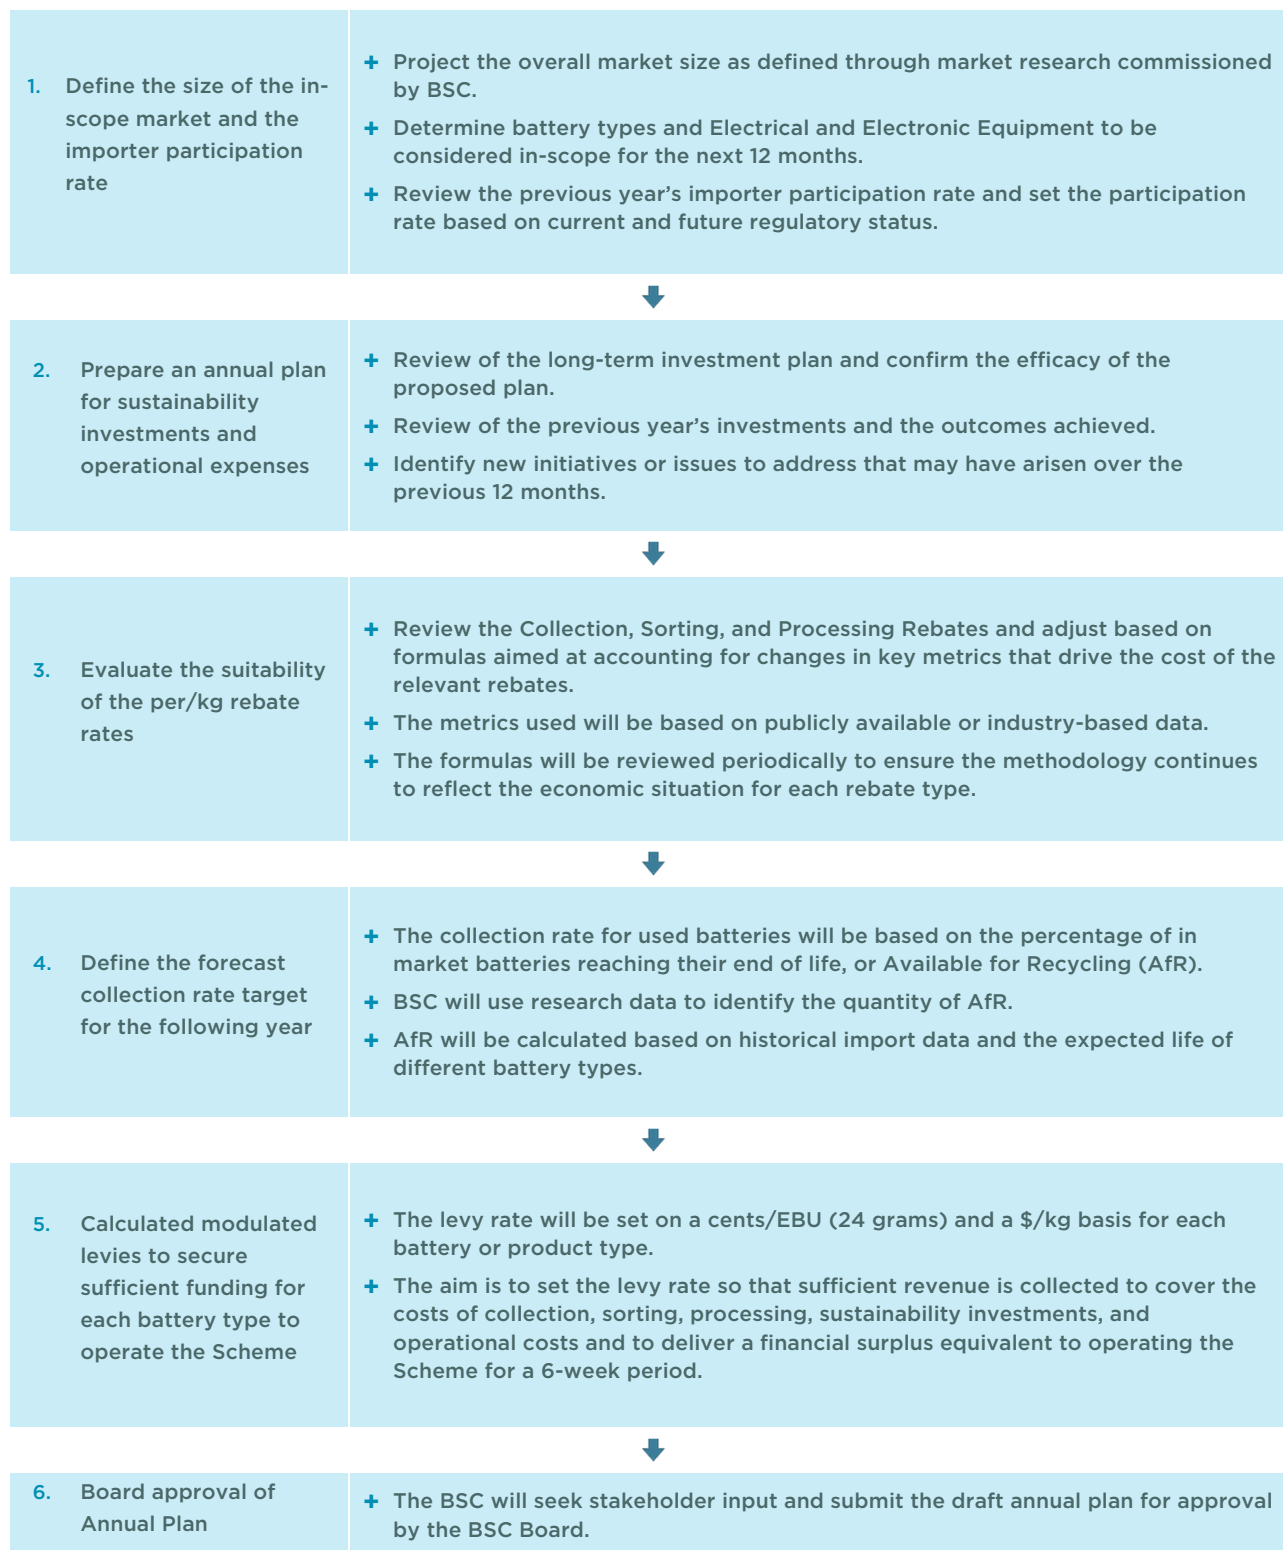 1. Define the size of the in-
scope market and the
importer participation
rate
+ Project the overall market size as defined through market research commissioned
by BSC.
+ Determine battery types and Electrical and Electronic Equipment to be
considered in-scope for the next 12 months.
+ Review the previous year's importer participation rate and set the participation
rate based on current and future regulatory status.
2. Prepare an annual plan
for sustainability
investments and
operational expenses
+ Review of the long-term investment plan and confirm the efficacy of the
proposed plan.
+ Review of the previous year's investments and the outcomes achieved.
+ Identify new initiatives or issues to address that may have arisen over the
previous 12 months.
3. Evaluate the suitability
of the per/kg rebate
rates
+ Review the Collection, Sorting, and Processing Rebates and adjust based on
formulas aimed at accounting for changes in key metrics that drive the cost of the
relevant rebates.
+ The metrics used will be based on publicly available or industry-based data.
+ The formulas will be reviewed periodically to ensure the methodology continues
to reflect the economic situation for each rebate type.
4. Define the forecast
collection rate target
for the following year
+ The collection rate for used batteries will be based on the percentage of in
market batteries reaching their end of life, or Available for Recycling (AfR).
+ BSC will use research data to identify the quantity of AfR.
+ AfR will be calculated based on historical import data and the expected life of
different battery types.
5. Calculated modulated
levies to secure
sufficient funding for
each battery type to
operate the Scheme
+ The levy rate will be set on a cents/EBU (24 grams) and a $/kg basis for each
battery or product type.
+ The aim is to set the levy rate so that sufficient revenue is collected to cover the
costs of collection, sorting, processing, sustainability investments, and
operational costs and to deliver a financial surplus equivalent to operating the
Scheme for a 6-week period.
6. Board approval of
Annual Plan
+ The BSC will seek stakeholder input and submit the draft annual plan for approval
by the BSC Board.